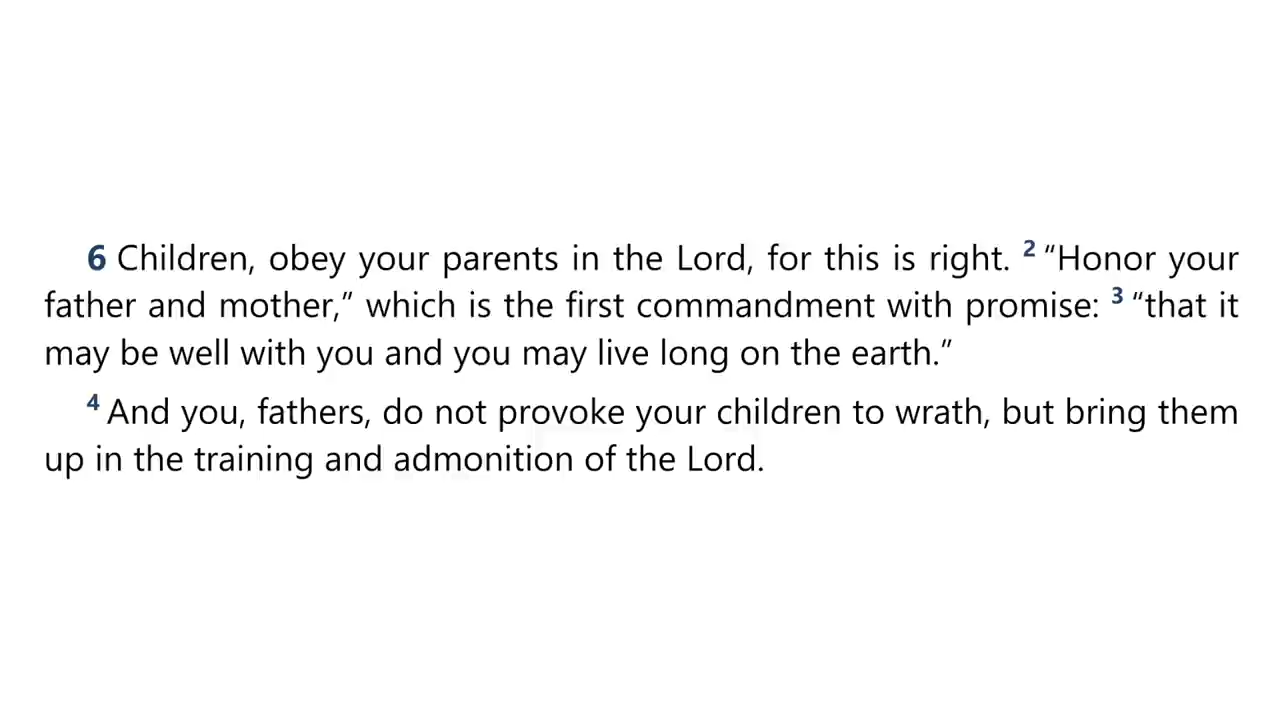 6 Children, obey your parents in the Lord, for this is right. 2 “Honor your
father and mother,” which is the first commandment with promise: 3 “that it
may be well with you and you may live long on the earth.”
4 And you, fathers, do not provoke your children to wrath, but bring them
up in the training and admonition of the Lord.